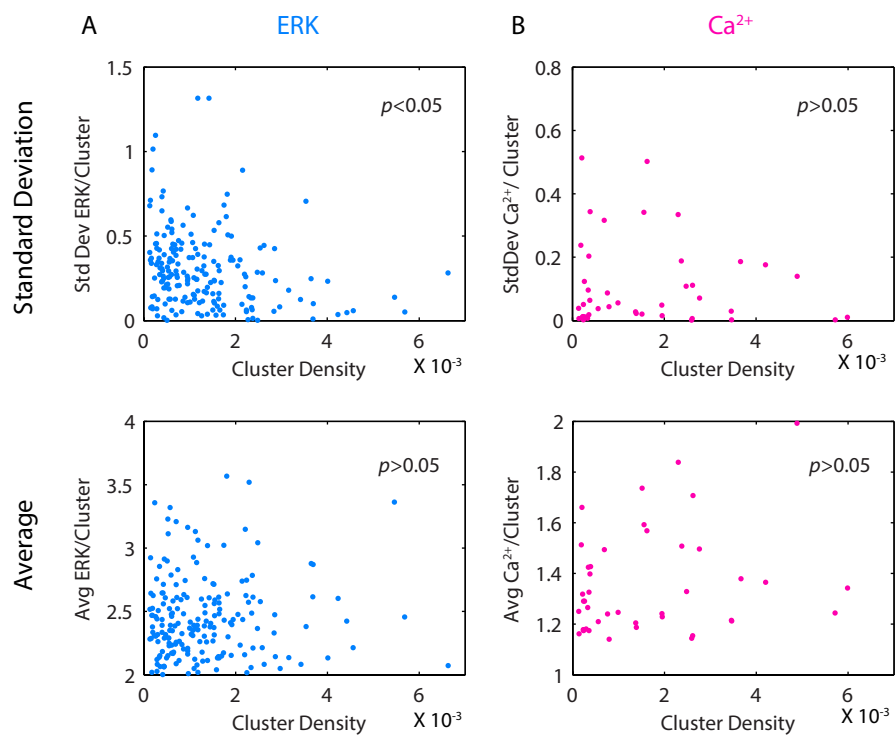 A ERK
B Ca²⁺
Standard Deviation
Std Dev ERK/Cluster
1.5
1
0.5
0
p<0.05
0 2 4 6
Cluster Density X 10⁻³
StdDev Ca²⁺/ Cluster
0.8
0.6
0.4
0.2
0
p>0.05
0 2 4 6
Cluster Density X 10⁻³
Average
Avg ERK/Cluster
4
3.5
3
2.5
2
p>0.05
0 2 4 6
Cluster Density X 10⁻³
Avg Ca²⁺/Cluster
2
1.8
1.6
1.4
1.2
1
p>0.05
0 2 4 6
Cluster Density X 10⁻³